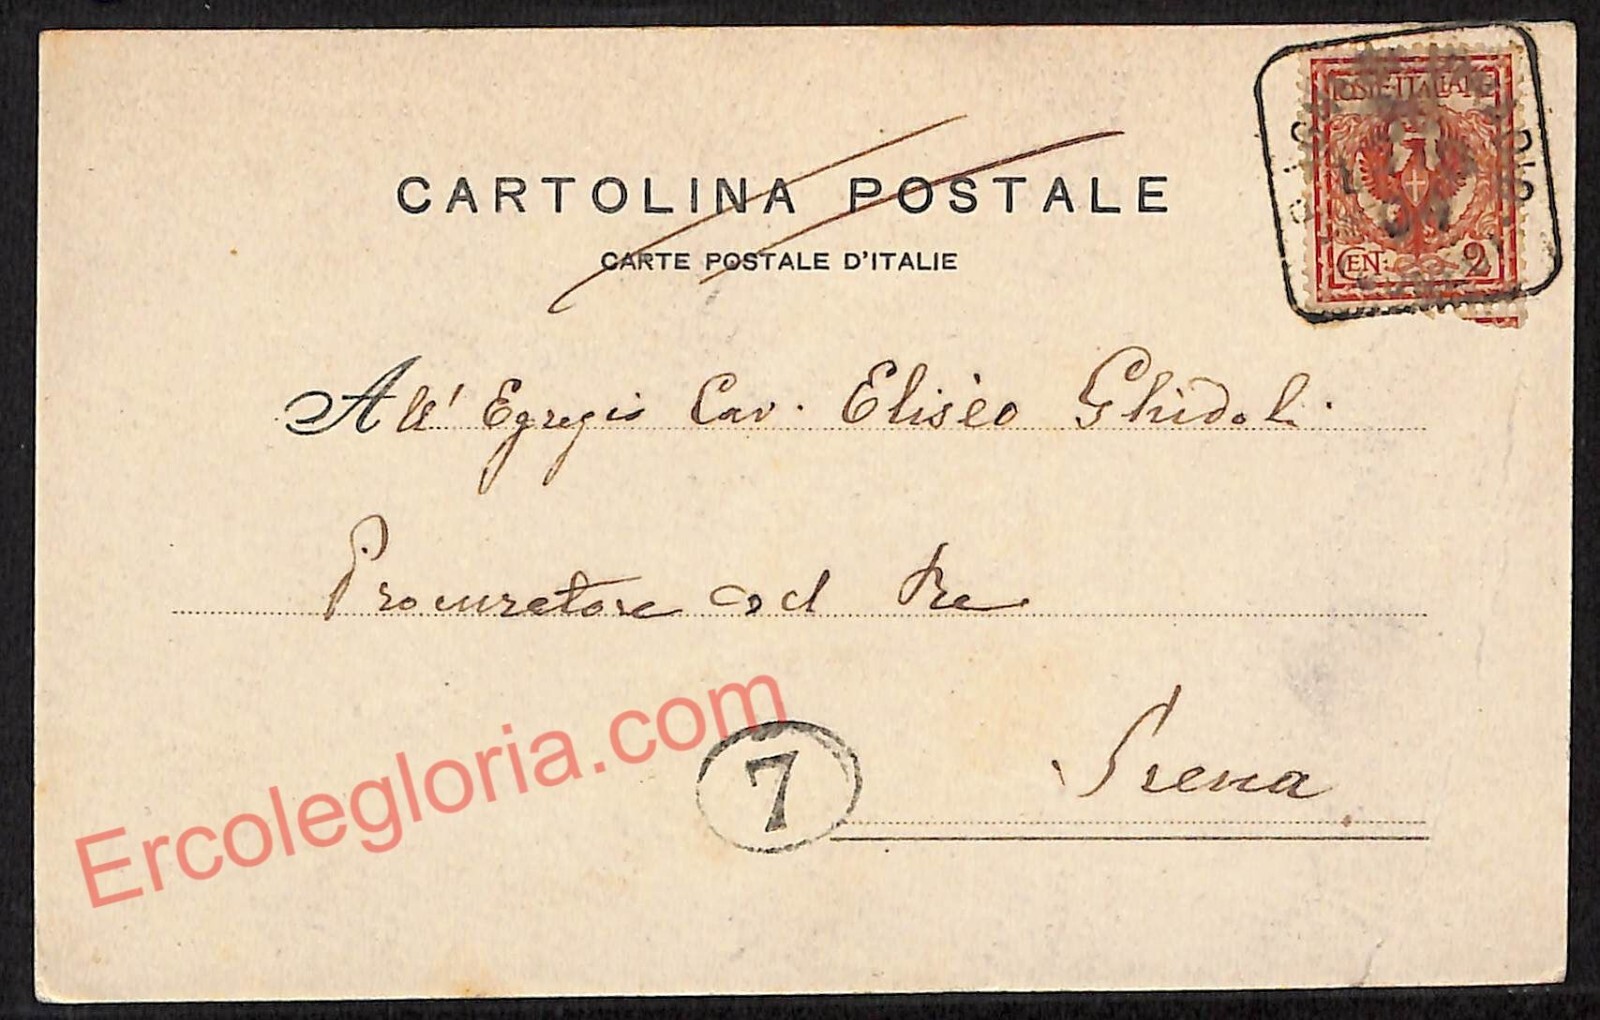 POSTE·ITALIANE
CEN: 2
CARTOLINA POSTALE
CARTE POSTALE D'ITALIE
All' Egregio Cav. Eliseo Ghidoli
Procuratore del Re
Siena
7
Ercolegloria.com